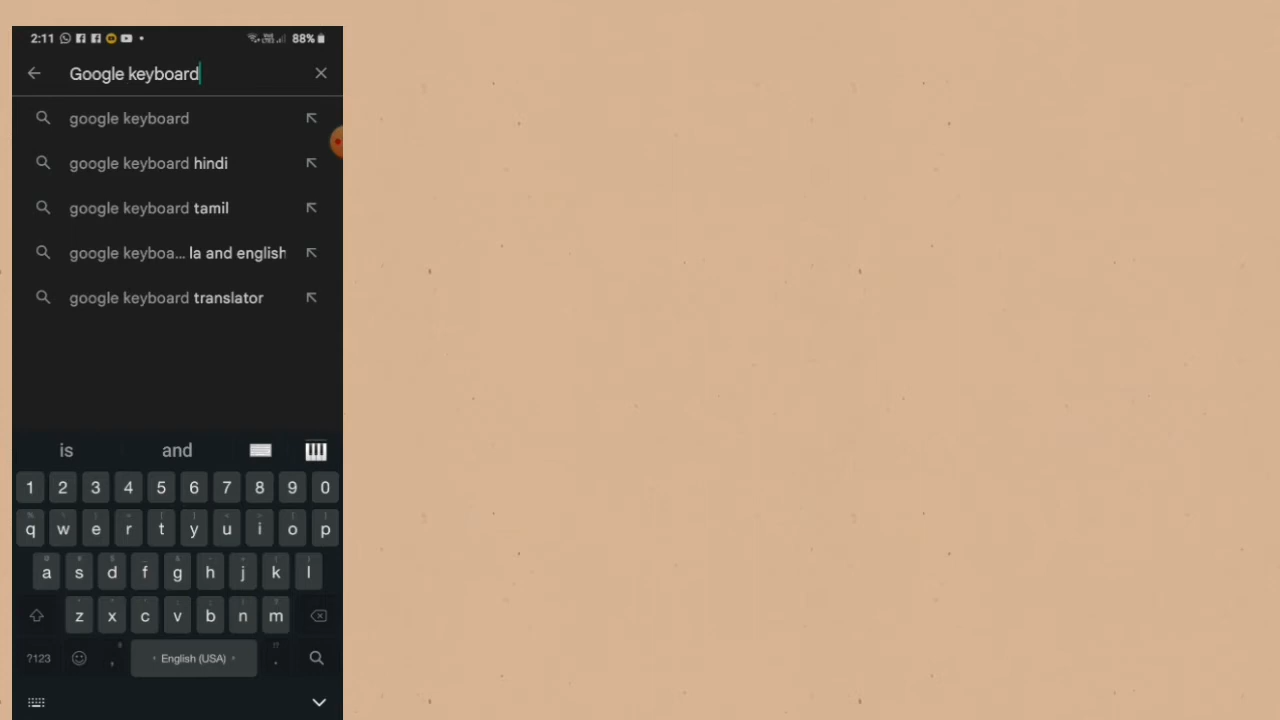 2:11 88%
Google keyboard
google keyboard
google keyboard hindi
google keyboard tamil
google keyboa... la and english
google keyboard translator
is and
1 2 3 4 5 6 7 8 9 0
q w e r t y u i o p
a s d f g h j k l
z x c v b n m
?123 , English (USA) .